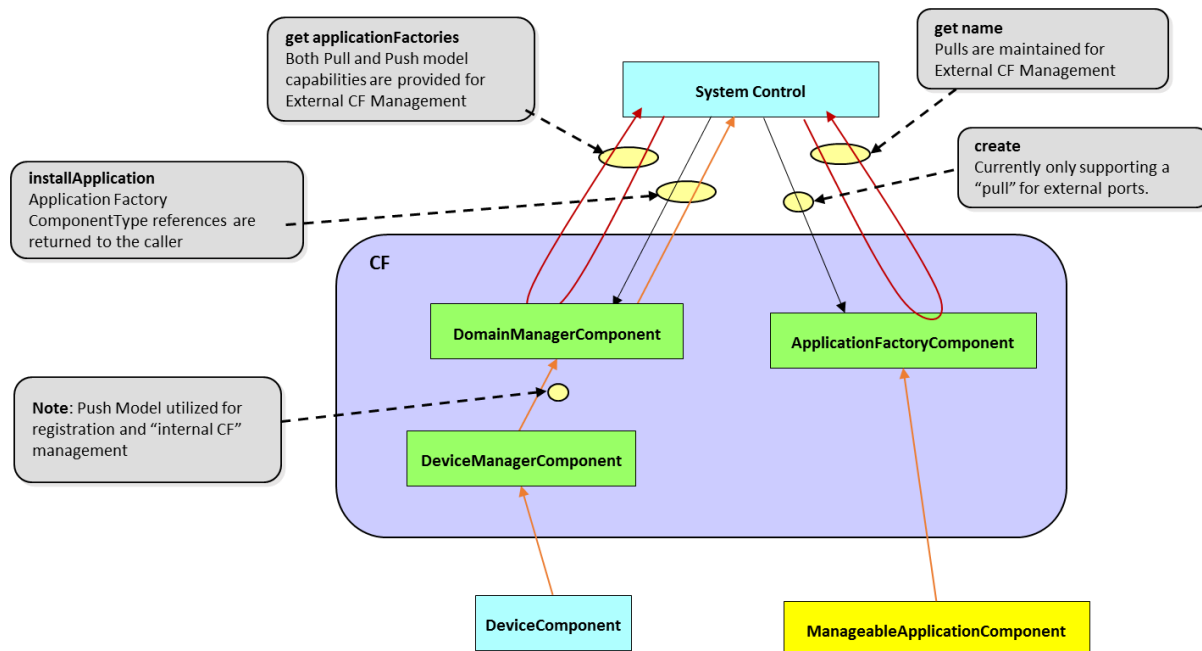 get applicationFactories
Both Pull and Push model
capabilities are provided for
External CF Management
get name
Pulls are maintained for
External CF Management
System Control
create
Currently only supporting a
“pull” for external ports.
installApplication
Application Factory
ComponentType references are
returned to the caller
CF
DomainManagerComponent
ApplicationFactoryComponent
Note: Push Model utilized for
registration and “internal CF”
management
DeviceManagerComponent
DeviceComponent
ManageableApplicationComponent